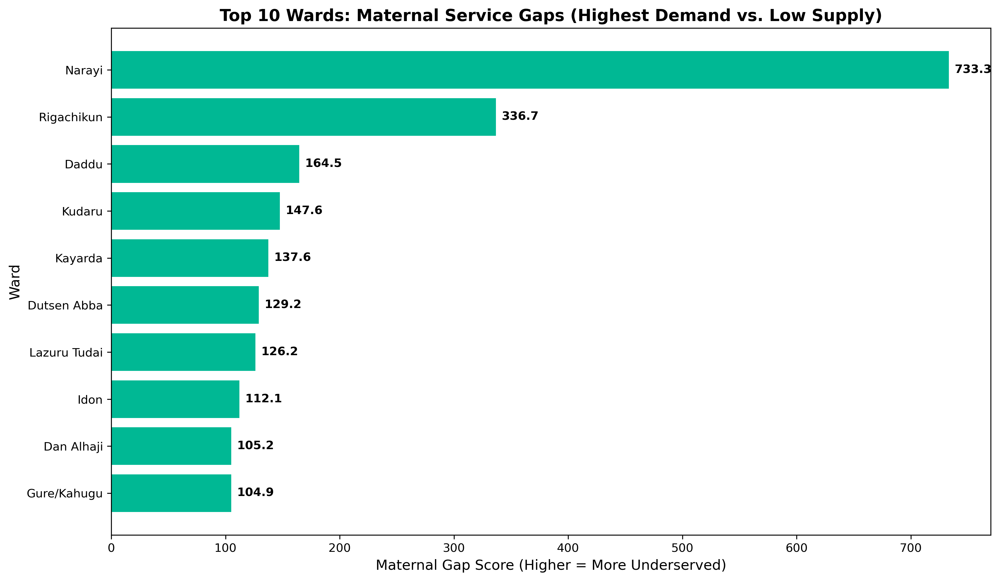 Top 10 Wards: Maternal Service Gaps (Highest Demand vs. Low Supply)
Narayi
733.3
Rigachikun
336.7
Daddu
164.5
Kudaru
147.6
Kayarda
137.6
Dutsen Abba
129.2
Lazuru Tudai
126.2
Idon
112.1
Dan Alhaji
105.2
Gure/Kahugu
104.9
Ward
0 100 200 300 400 500 600 700
Maternal Gap Score (Higher = More Underserved)